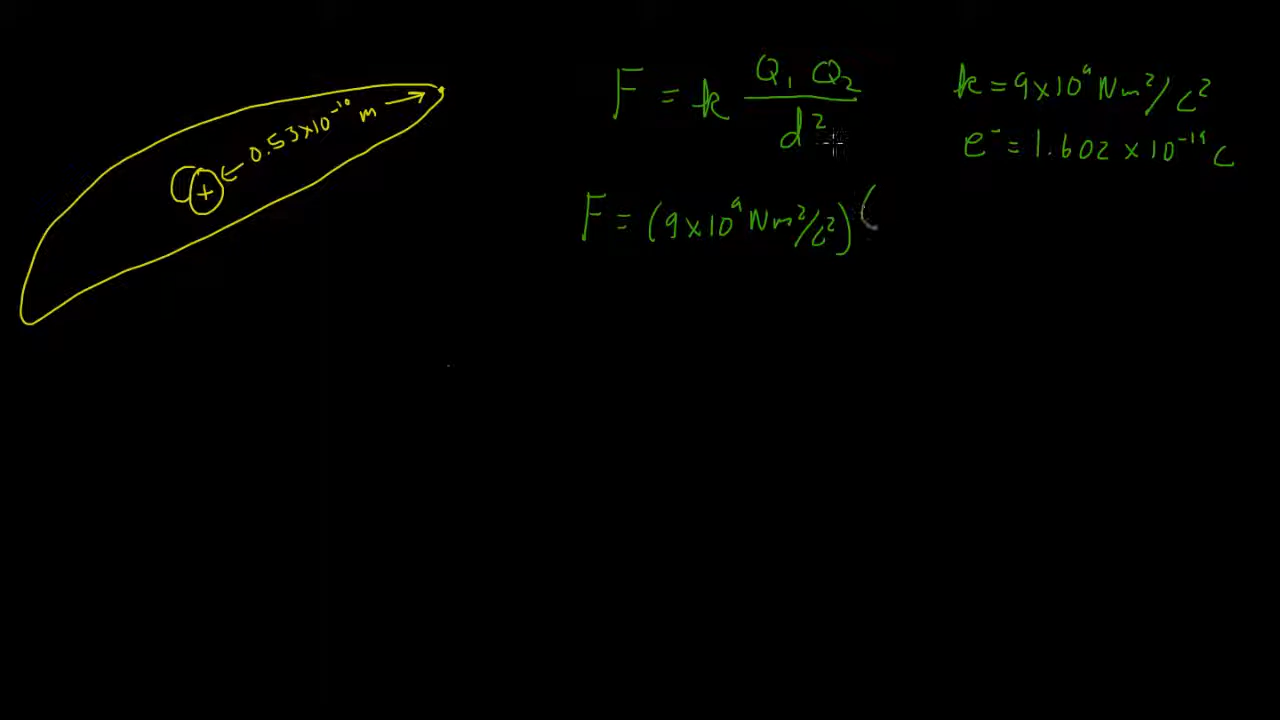 0.53x10⁻¹⁰ m
+
F = k Q₁ Q₂ / d²
k = 9x10⁹ Nm²/C²
e⁻ = 1.602 x 10⁻¹⁹ C
F = (9x10⁹ Nm²/C²) (